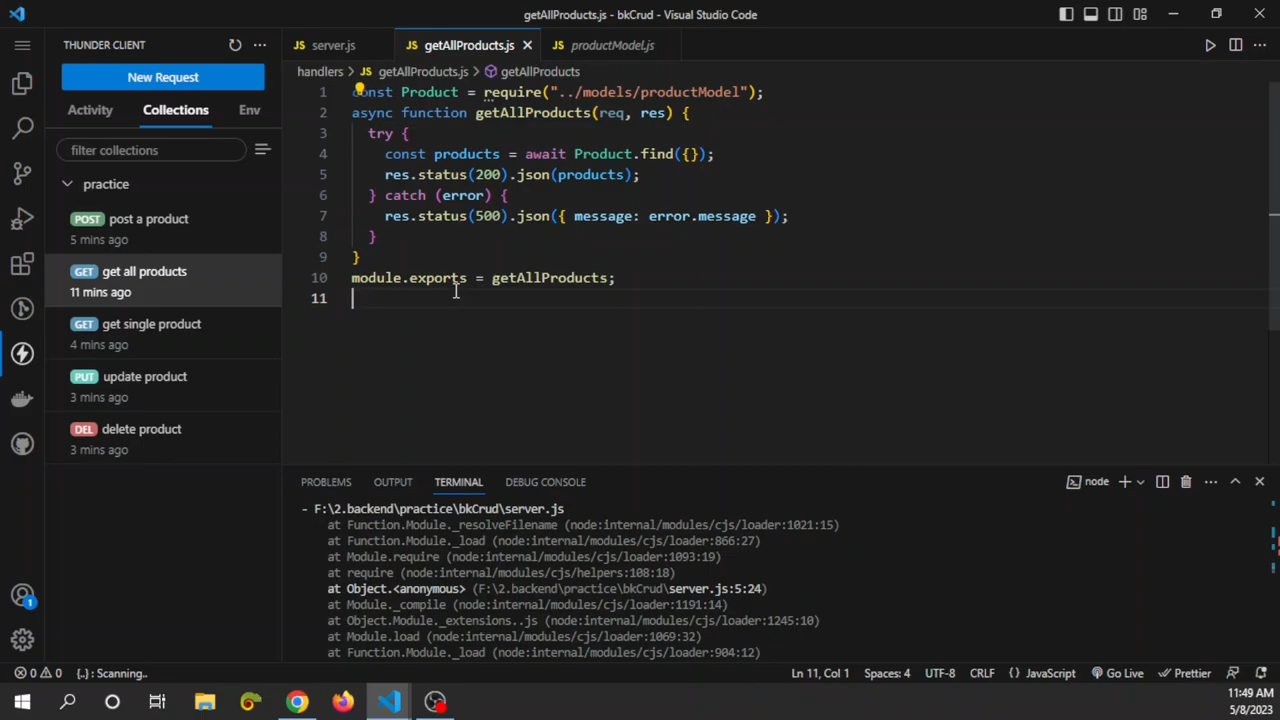 getAllProducts.js - bkCrud - Visual Studio Code
THUNDER CLIENT
JS server.js
JS getAllProducts.js
JS productModel.js
New Request
handlers > JS getAllProducts.js > getAllProducts
Activity
Collections
Env
filter collections
practice
POST post a product
5 mins ago
GET get all products
11 mins ago
GET get single product
4 mins ago
PUT update product
3 mins ago
DEL delete product
3 mins ago
1 const Product = require("../models/productModel");
2 async function getAllProducts(req, res) {
3 try {
4 const products = await Product.find({});
5 res.status(200).json(products);
6 } catch (error) {
7 res.status(500).json({ message: error.message });
8 }
9 }
10 module.exports = getAllProducts;
11
PROBLEMS OUTPUT TERMINAL DEBUG CONSOLE
node
- F:\2.backend\practice\bkCrud\server.js
at Function.Module._resolveFilename (node:internal/modules/cjs/loader:1021:15)
at Function.Module._load (node:internal/modules/cjs/loader:866:27)
at Module.require (node:internal/modules/cjs/loader:1093:19)
at require (node:internal/modules/cjs/helpers:108:18)
at Object.<anonymous> (F:\2.backend\practice\bkCrud\server.js:5:24)
at Module._compile (node:internal/modules/cjs/loader:1191:14)
at Object.Module._extensions..js (node:internal/modules/cjs/loader:1245:10)
at Module.load (node:internal/modules/cjs/loader:1069:32)
at Function.Module._load (node:internal/modules/cjs/loader:904:12)
1
0 0 {.} : Scanning..
Ln 11, Col 1 Spaces: 4 UTF-8 CRLF {} JavaScript Go Live Prettier
11:49 AM
5/8/2023